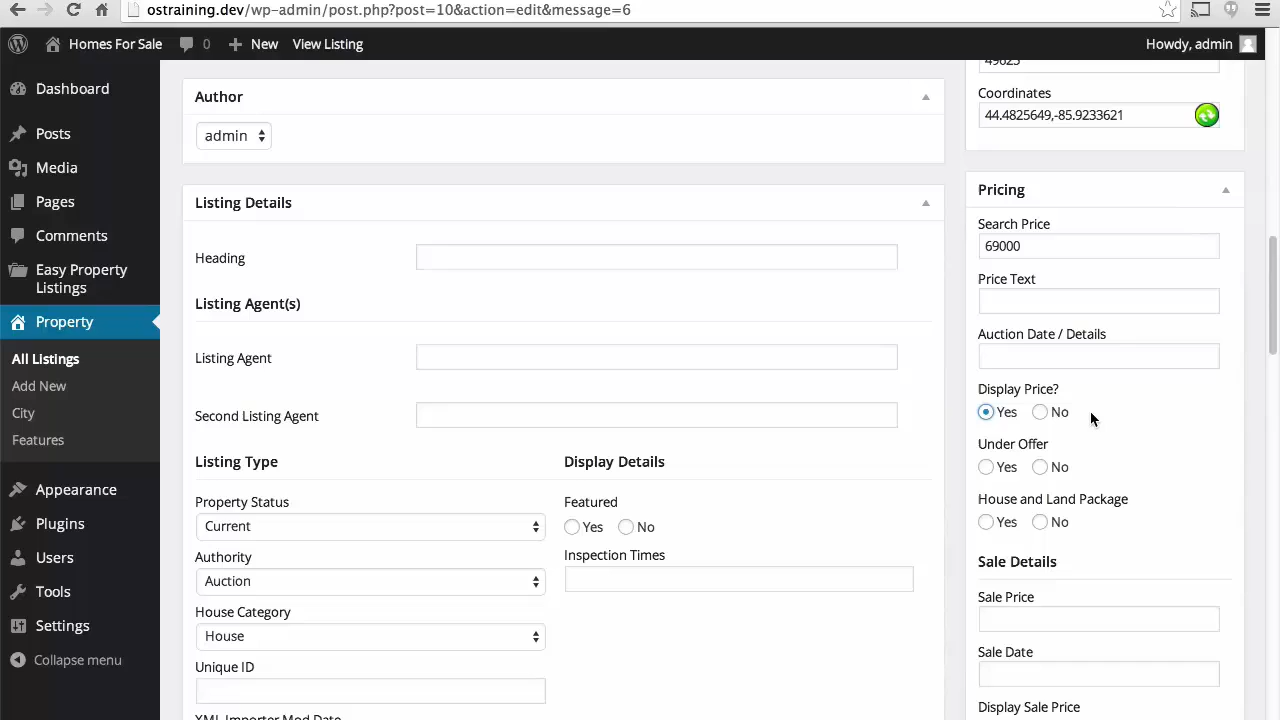 ostraining.dev/wp-admin/post.php?post=10&action=edit&message=6
Homes For Sale
0
New
View Listing
Howdy, admin
Dashboard
Posts
Media
Pages
Comments
Easy Property
Listings
Property
All Listings
Add New
City
Features
Appearance
Plugins
Users
Tools
Settings
Collapse menu
Author
admin
Listing Details
Heading
Listing Agent(s)
Listing Agent
Second Listing Agent
Listing Type
Property Status
Current
Authority
Auction
House Category
House
Unique ID
XML Importer Mod Date
Display Details
Featured
Yes No
Inspection Times
49625
Coordinates
44.4825649,-85.9233621
Pricing
Search Price
69000
Price Text
Auction Date / Details
Display Price?
Yes No
Under Offer
Yes No
House and Land Package
Yes No
Sale Details
Sale Price
Sale Date
Display Sale Price